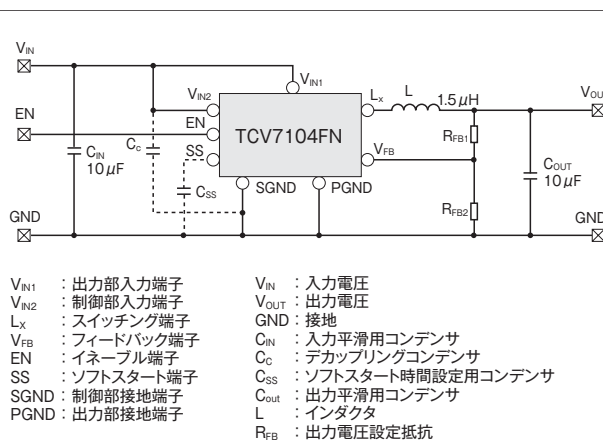 VIN
VIN1
VIN2
LX
L
1.5μH
VOUT
EN
EN
TCV7104FN
RFB1
Cc
SS
VFB
CIN
10μF
CSS
SGND
PGND
COUT
10μF
RFB2
GND
GND
VIN1 : 出力部入力端子
VIN2 : 制御部入力端子
LX : スイッチング端子
VFB : フィードバック端子
EN : イネーブル端子
SS : ソフトスタート端子
SGND : 制御部接地端子
PGND : 出力部接地端子
VIN : 入力電圧
VOUT : 出力電圧
GND : 接地
CIN : 入力平滑用コンデンサ
CC : デカップリングコンデンサ
CSS : ソフトスタート時間設定用コンデンサ
Cout : 出力平滑用コンデンサ
L : インダクタ
RFB : 出力電圧設定抵抗